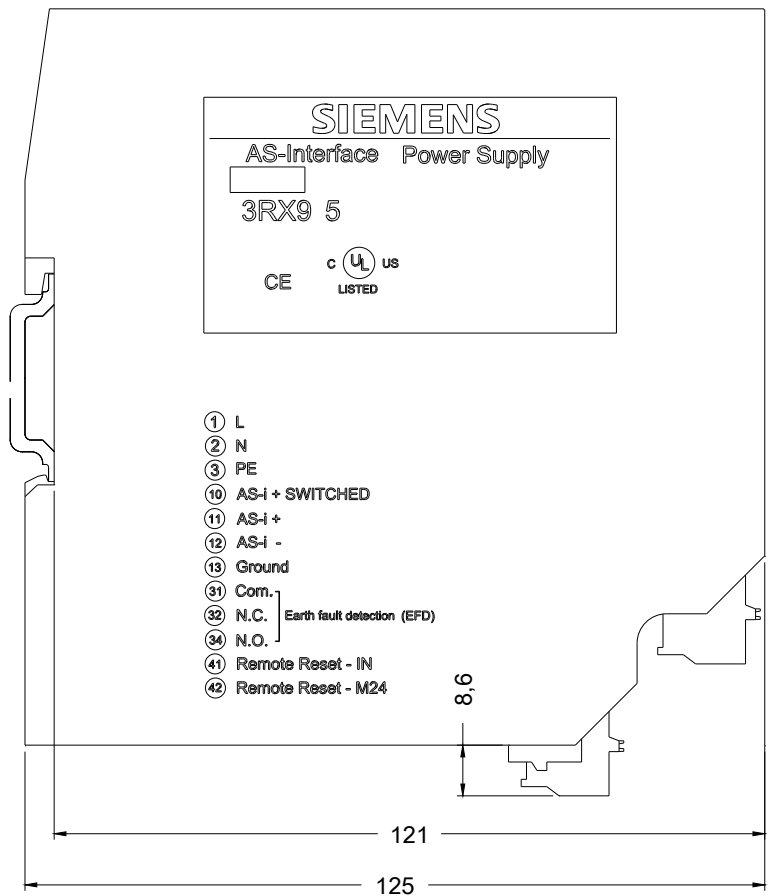 SIEMENS
AS-Interface Power Supply
3RX9 5
C UL US
LISTED
CE
1 L
2 N
3 PE
10 AS-i + SWITCHED
11 AS-i +
12 AS-i -
13 Ground
31 Com.
32 N.C. Earth fault detection (EFD)
34 N.O.
41 Remote Reset - IN
42 Remote Reset - M24
8,6
121
125